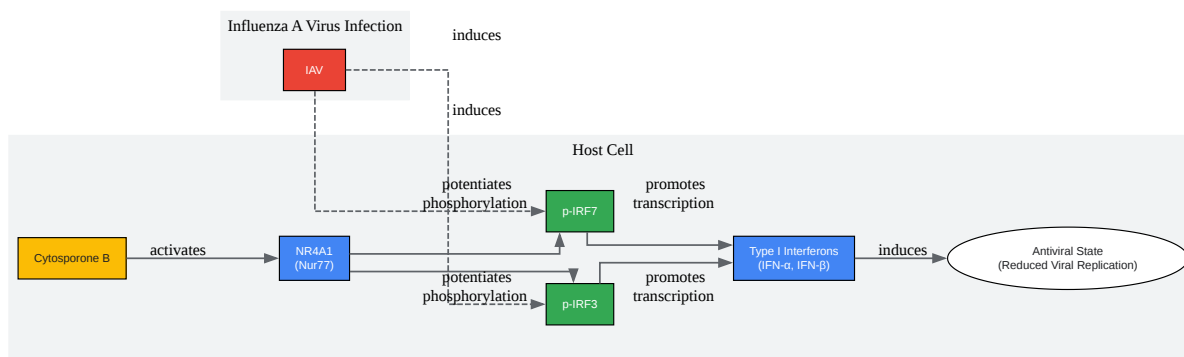 Influenza A Virus Infection
induces
IAV
induces
Host Cell
potentiates
phosphorylation
p-IRF7
promotes
transcription
Cytosporone B
activates
NR4A1
(Nur77)
Type I Interferons
(IFN-α, IFN-β)
induces
Antiviral State
(Reduced Viral Replication)
potentiates
phosphorylation
p-IRF3
promotes
transcription